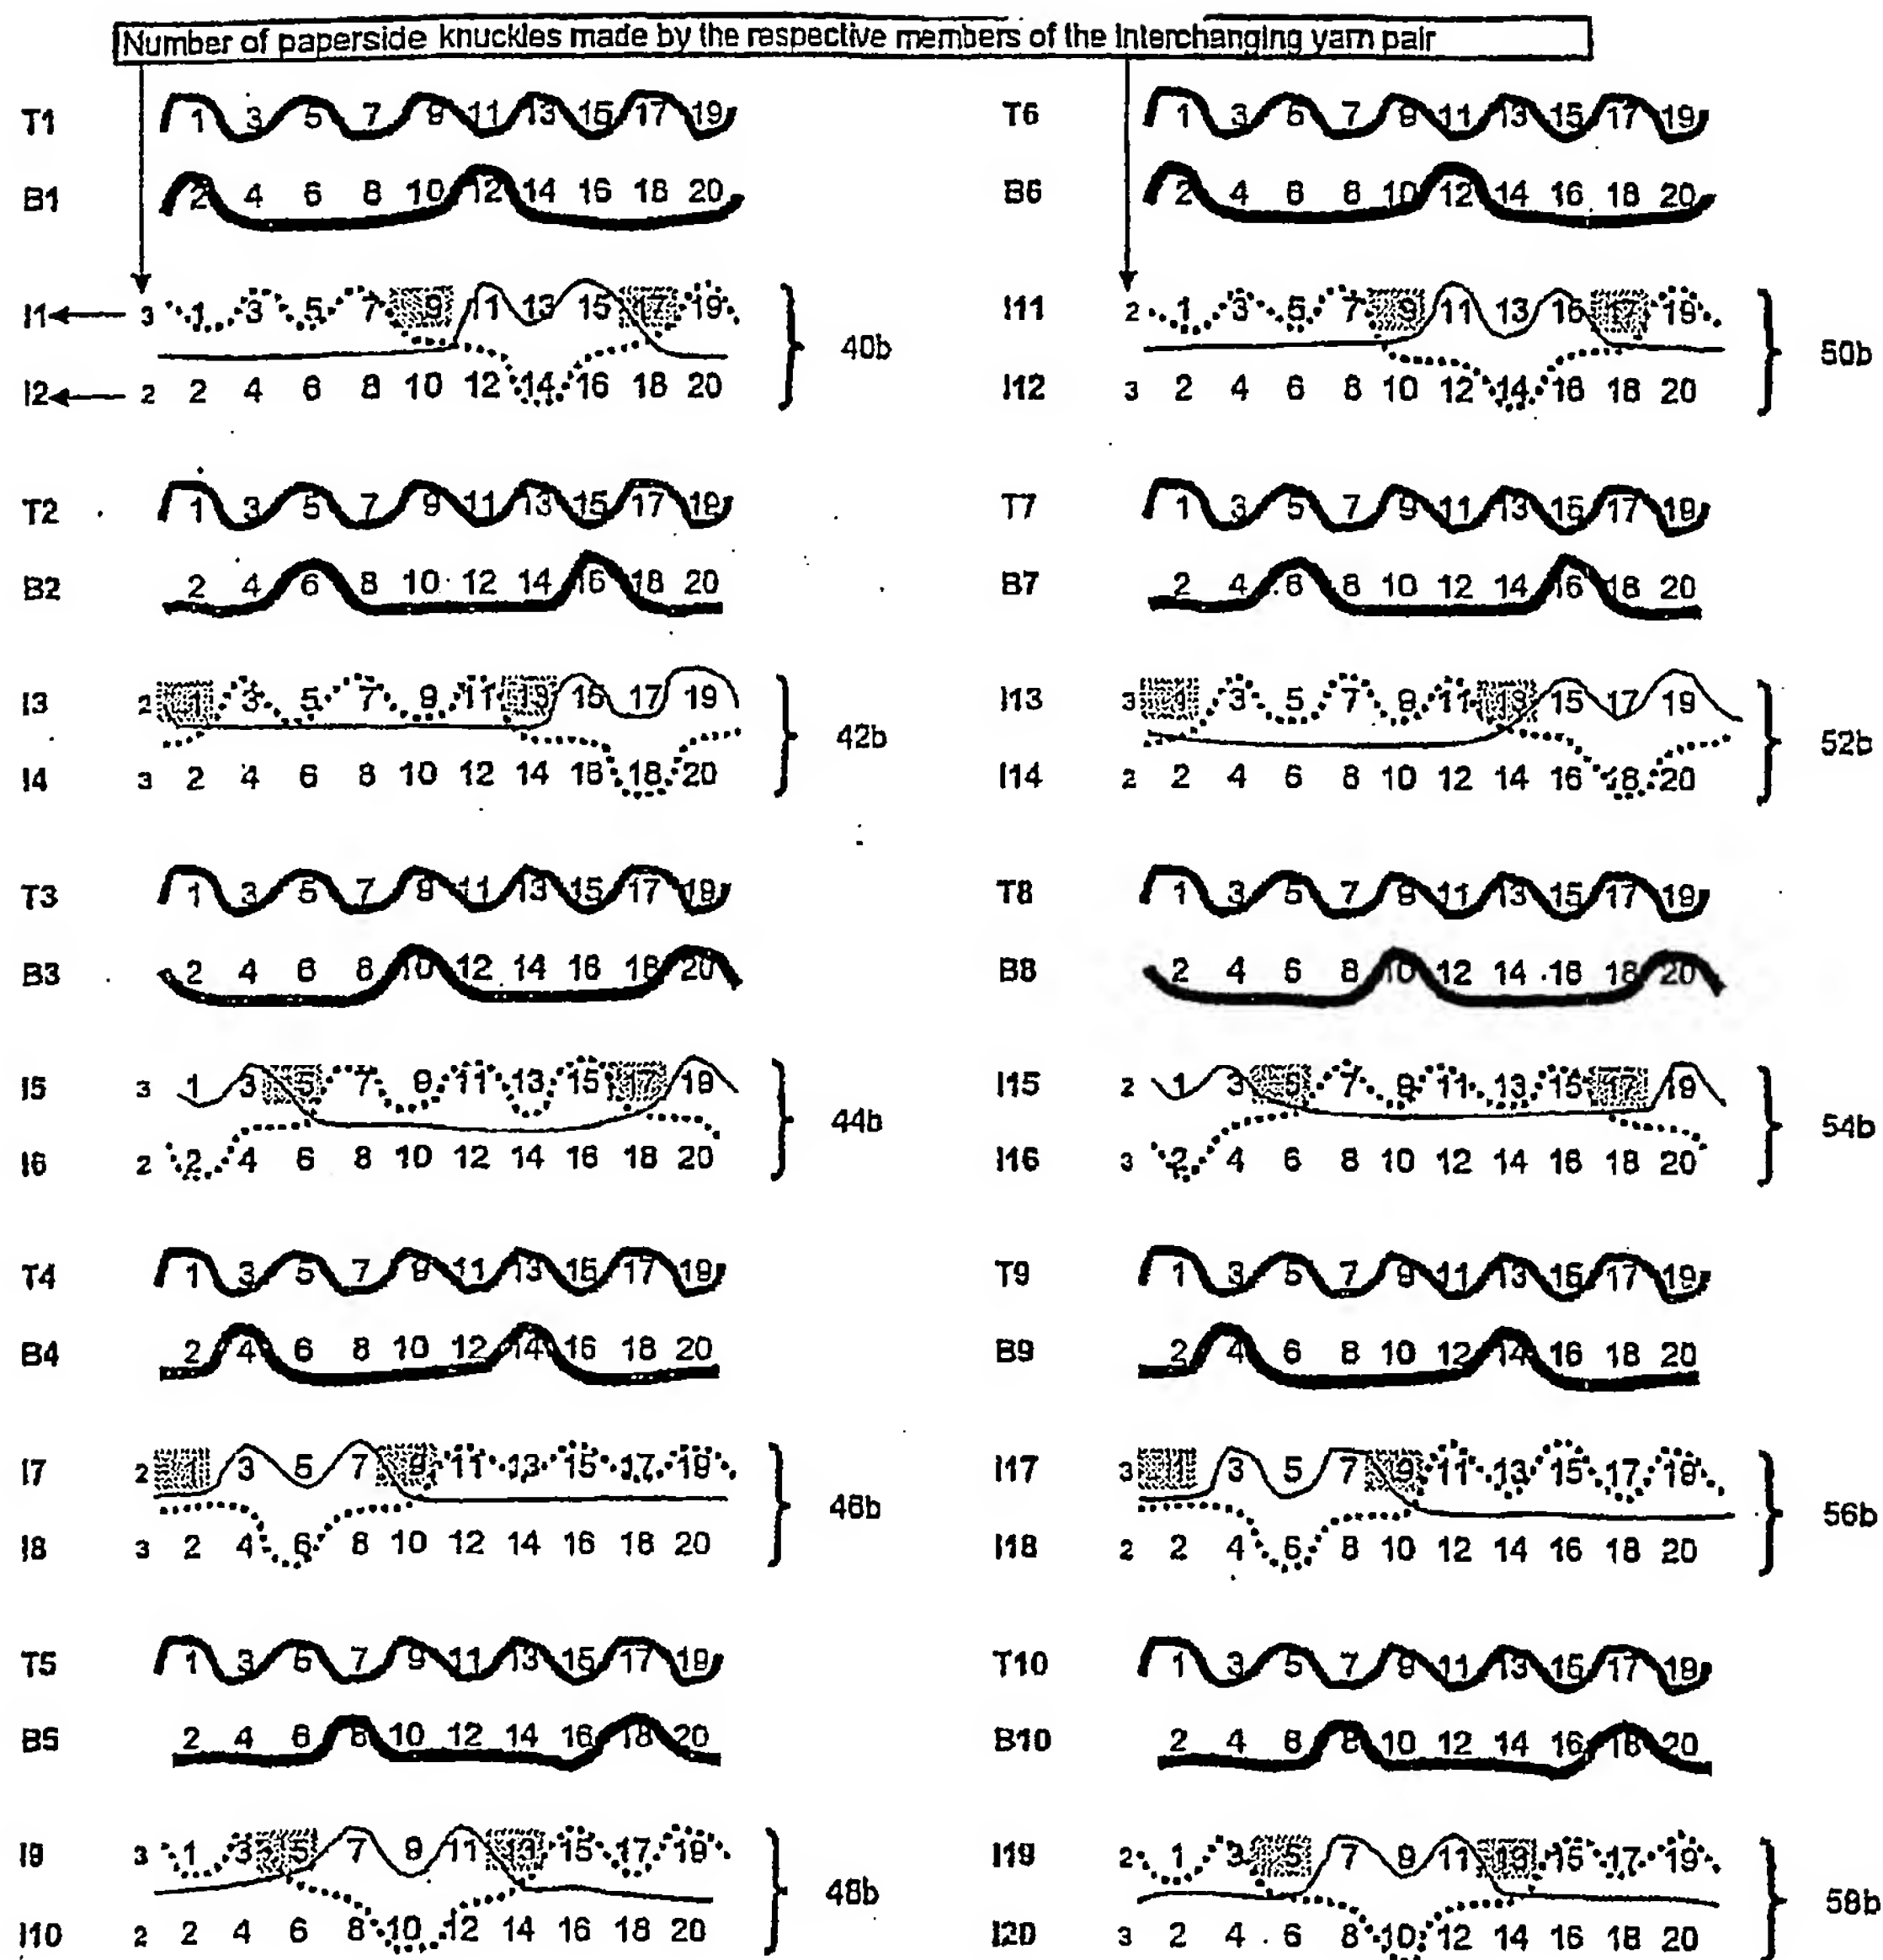 Number of paperside knuckles made by the respective members of the interchanging yarn pair
T1 1 3 5 7 9 11 13 15 17 19
B1 2 4 6 8 10 12 14 16 18 20
I1 3 1 3 5 7 9 11 13 15 17 19
40b
I2 2 2 4 6 8 10 12 14 16 18 20
T2 1 3 5 7 9 11 13 15 17 19
B2 2 4 6 8 10 12 14 16 18 20
I3 2 1 3 5 7 9 11 13 15 17 19
42b
I4 3 2 4 6 8 10 12 14 16 18 20
T3 1 3 5 7 9 11 13 15 17 19
B3 2 4 6 8 10 12 14 16 18 20
I5 3 1 3 5 7 9 11 13 15 17 19
44b
I6 2 2 4 6 8 10 12 14 16 18 20
T4 1 3 5 7 9 11 13 15 17 19
B4 2 4 6 8 10 12 14 16 18 20
I7 2 1 3 5 7 9 11 13 15 17 19
46b
I8 3 2 4 6 8 10 12 14 16 18 20
T5 1 3 5 7 9 11 13 15 17 19
B5 2 4 6 8 10 12 14 16 18 20
I9 3 1 3 5 7 9 11 13 15 17 19
48b
I10 2 2 4 6 8 10 12 14 16 18 20
T6 1 3 5 7 9 11 13 15 17 19
B6 2 4 6 8 10 12 14 16 18 20
I11 2 1 3 5 7 9 11 13 15 17 19
50b
I12 3 2 4 6 8 10 12 14 16 18 20
T7 1 3 5 7 9 11 13 15 17 19
B7 2 4 6 8 10 12 14 16 18 20
I13 3 1 3 5 7 9 11 13 15 17 19
52b
I14 2 2 4 6 8 10 12 14 16 18 20
T8 1 3 5 7 9 11 13 15 17 19
B8 2 4 6 8 10 12 14 16 18 20
I15 2 1 3 5 7 9 11 13 15 17 19
54b
I16 3 2 4 6 8 10 12 14 16 18 20
T9 1 3 5 7 9 11 13 15 17 19
B9 2 4 6 8 10 12 14 16 18 20
I17 3 1 3 5 7 9 11 13 15 17 19
56b
I18 2 2 4 6 8 10 12 14 16 18 20
T10 1 3 5 7 9 11 13 15 17 19
B10 2 4 6 8 10 12 14 16 18 20
I19 2 1 3 5 7 9 11 13 15 17 19
58b
I20 3 2 4 6 8 10 12 14 16 18 20